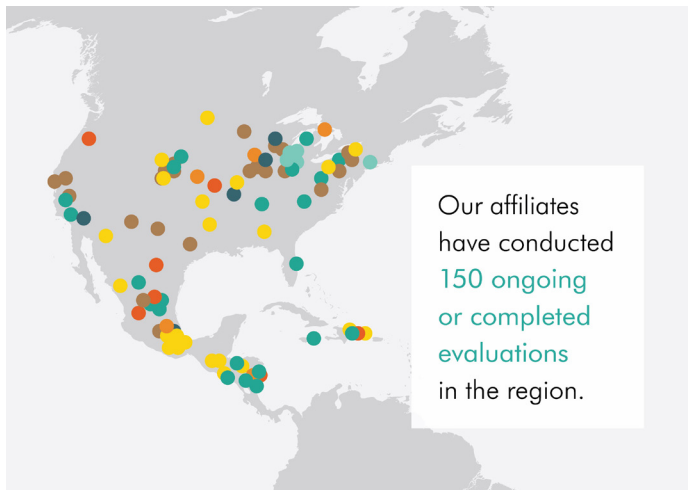 Our affiliates
have conducted
150 ongoing
or completed
evaluations
in the region.